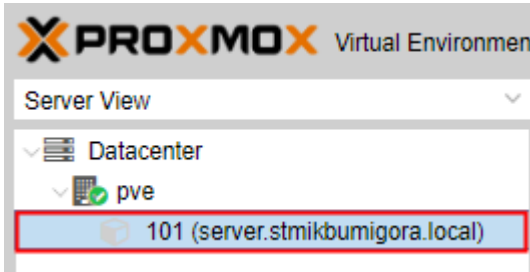 PROXMOX Virtual Environmen
Server View
Datacenter
pve
101 (server.stmikbumigora.local)